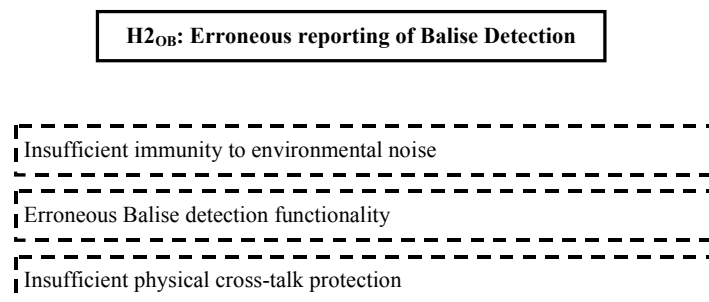 H2OB: Erroneous reporting of Balise Detection
Insufficient immunity to environmental noise
Erroneous Balise detection functionality
Insufficient physical cross-talk protection